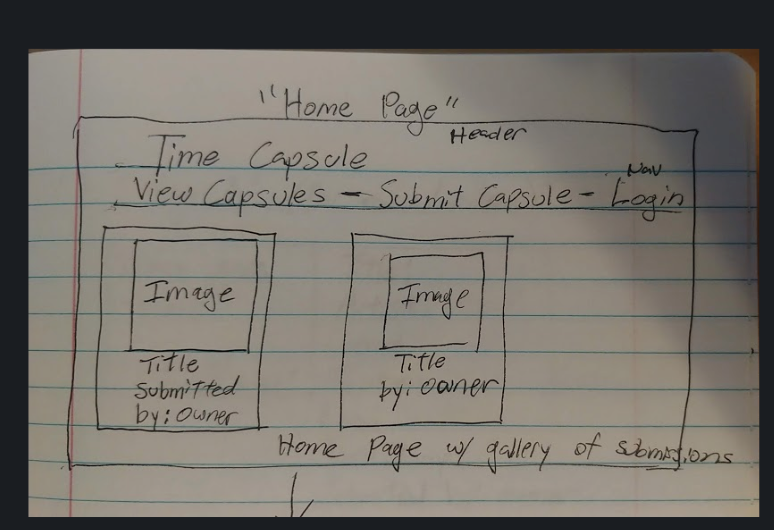 "Home Page"
Header
Time Capsule
Nav
View Capsules - Submit Capsule - Login
Image
Title
Submitted
by: Owner
Image
Title
by: Owner
Home Page w/ gallery of submissions